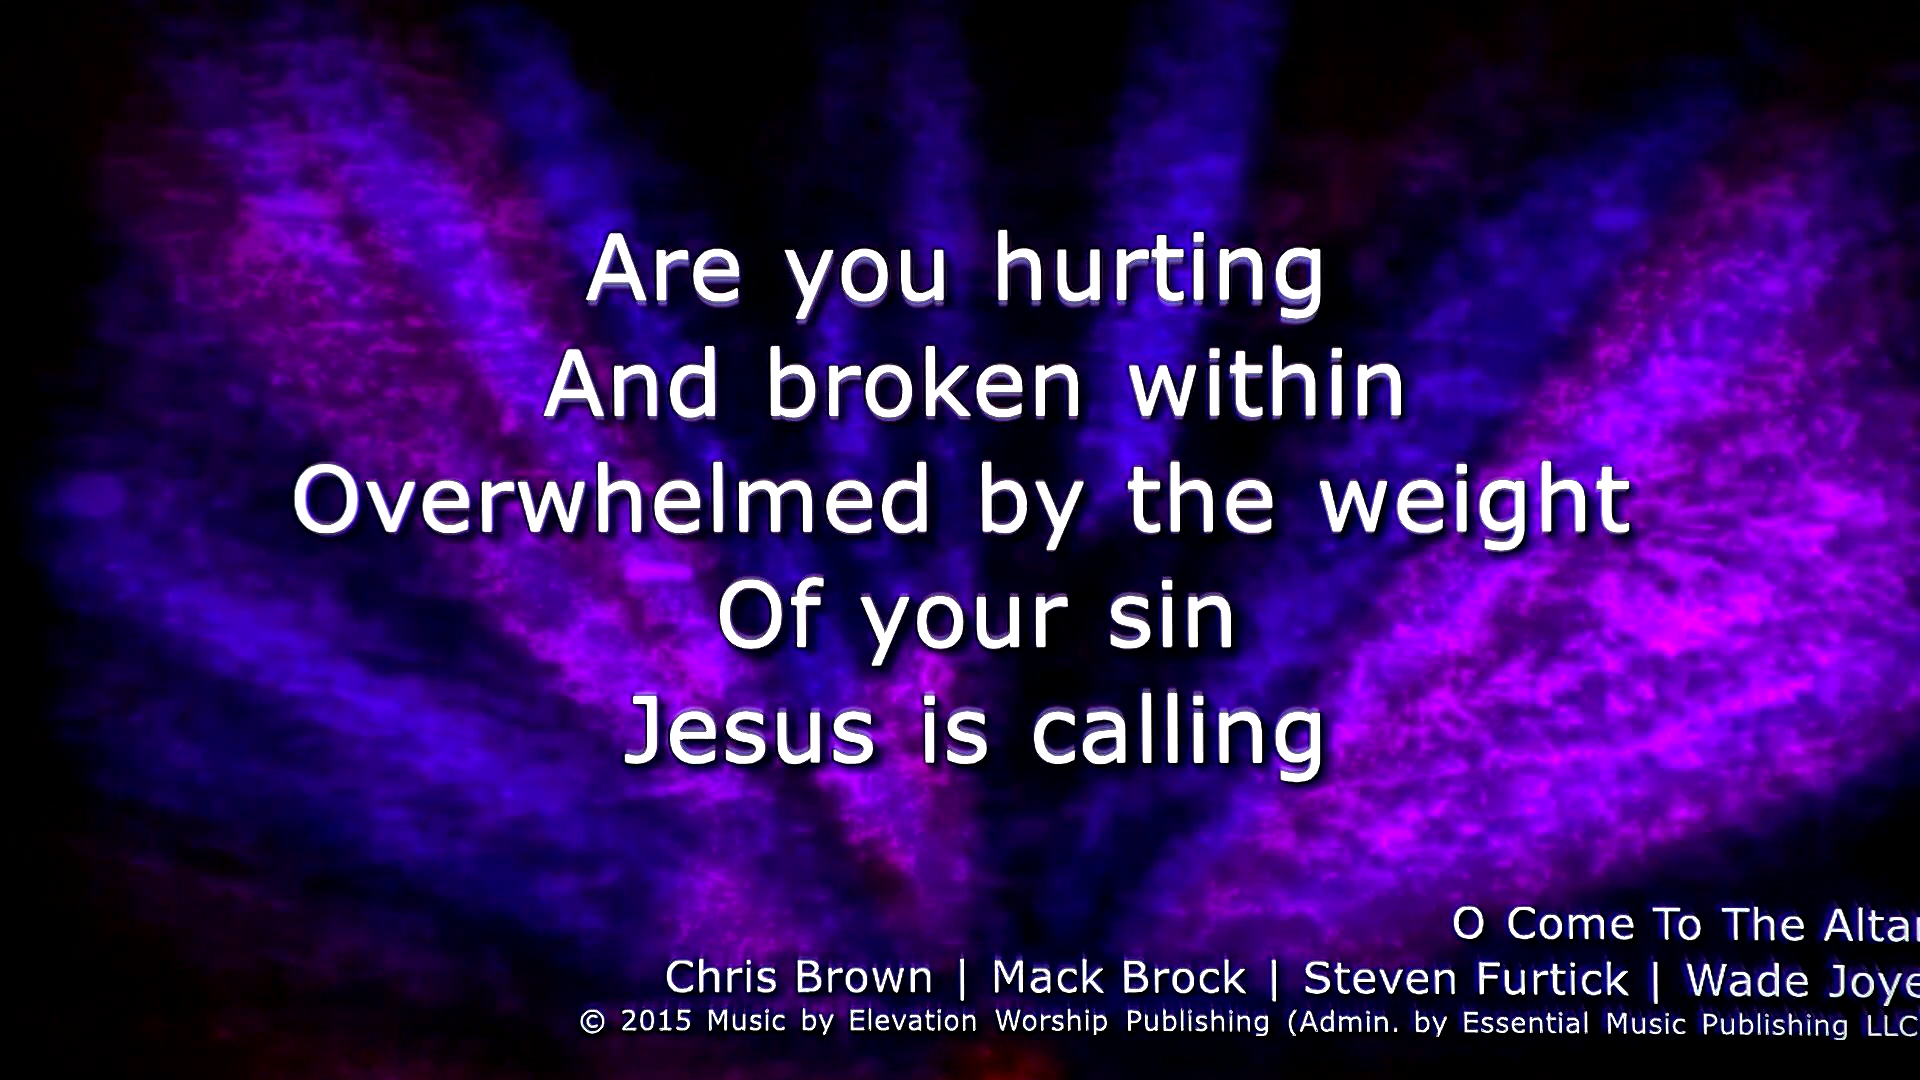 Are you hurting
And broken within
Overwhelmed by the weight
Of your sin
Jesus is calling
O Come To The Altar
Chris Brown | Mack Brock | Steven Furtick | Wade Joye
© 2015 Music by Elevation Worship Publishing (Admin. by Essential Music Publishing LLC